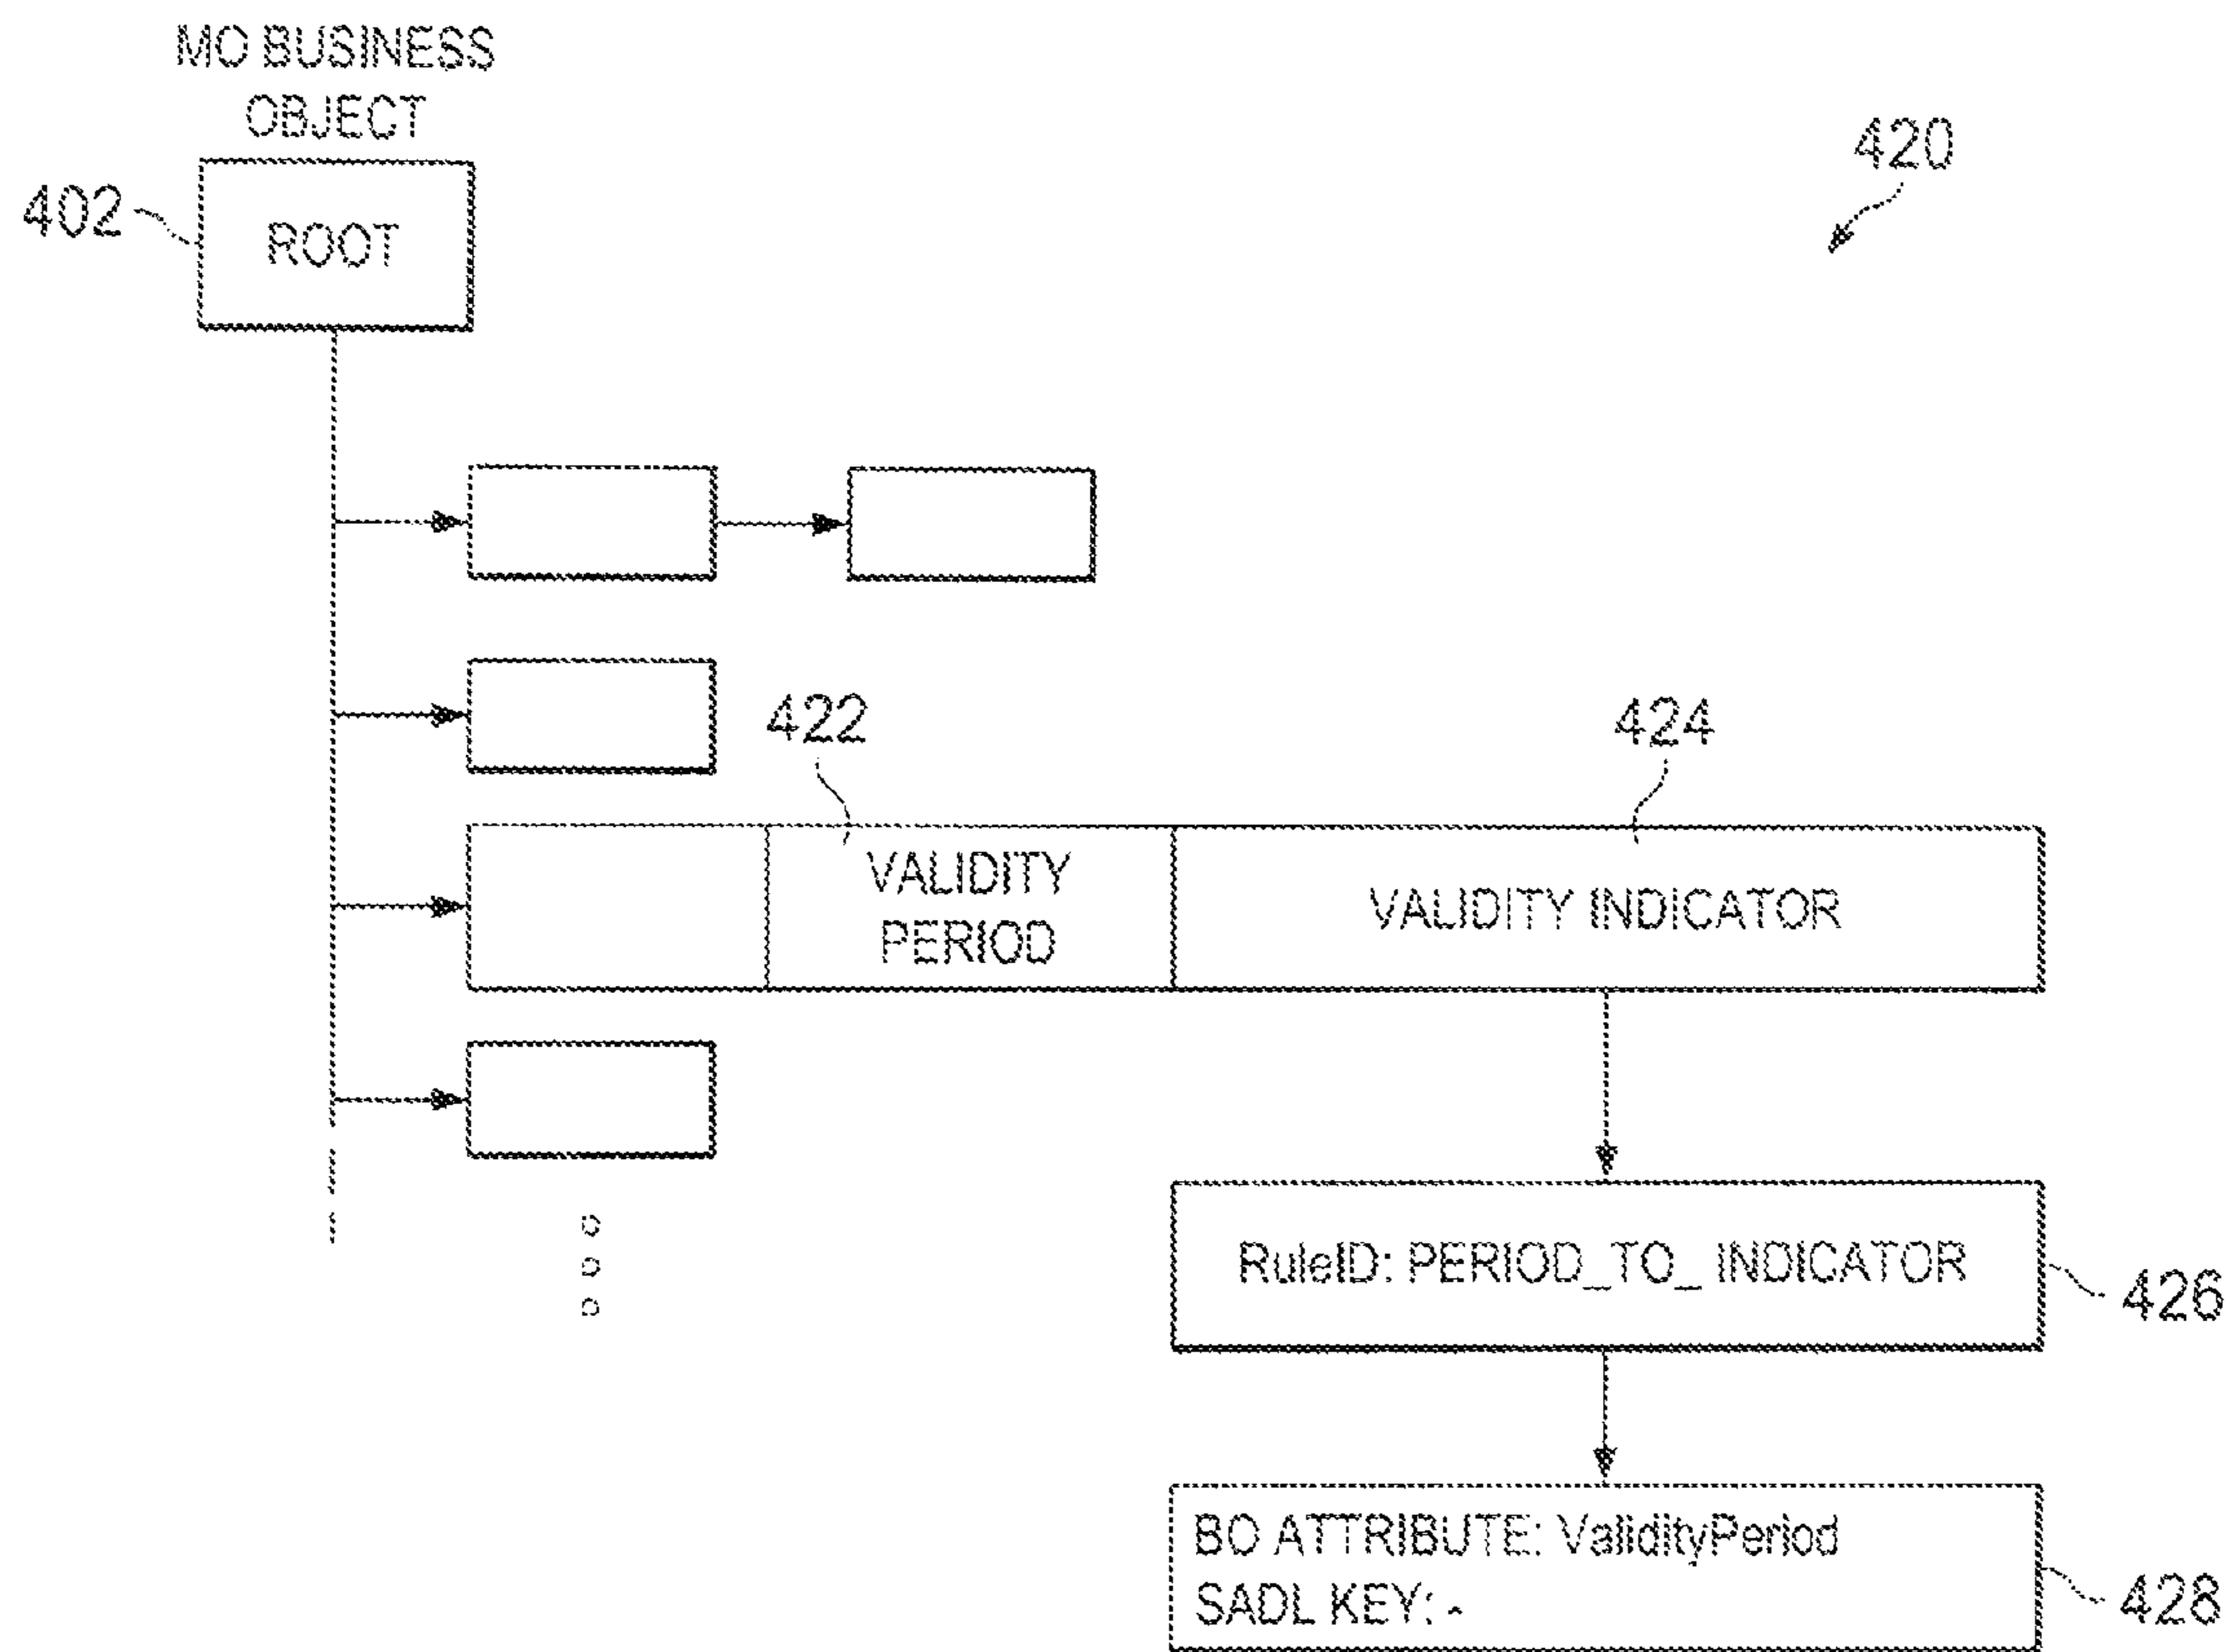 MO BUSINESS
OBJECT
420
402
ROOT
422
424
VALIDITY
PERIOD
VALIDITY INDICATOR
RuleID: PERIOD_TO_ INDICATOR
426
BO ATTRIBUTE: ValidityPeriod
SADL KEY: -
428